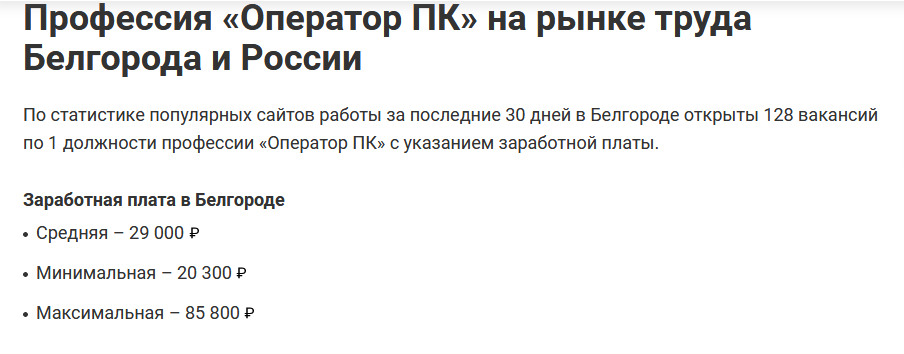 Профессия «Оператор ПК» на рынке труда
Белгорода и России
По статистике популярных сайтов работы за последние 30 дней в Белгороде открыты 128 вакансий
по 1 должности профессии «Оператор ПК» с указанием заработной платы.
Заработная плата в Белгороде
• Средняя – 29 000 ₽
• Минимальная – 20 300 ₽
• Максимальная – 85 800 ₽